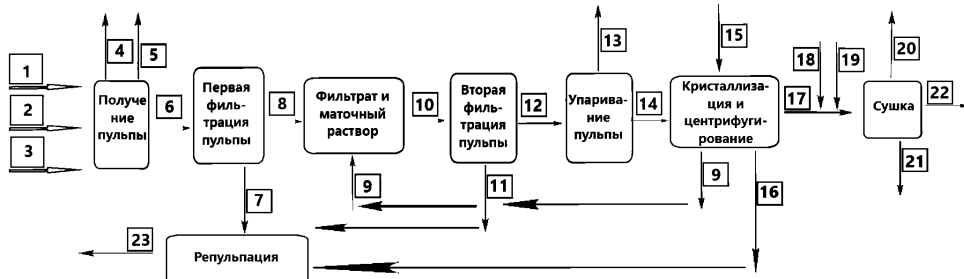 13
15
4
5
18
19
20
1
Получе
ние
пульпы
6
Первая
филь-
трация
пульпы
8
Фильтрат и
маточный
раствор
10
Вторая
филь-
трация
пульпы
12
Упарива-
ние
пульпы
14
Кристаллиза-
ция и
центрифуги-
рование
17
Сушка
22
2
3
7
9
11
9
16
21
23
Репульпация